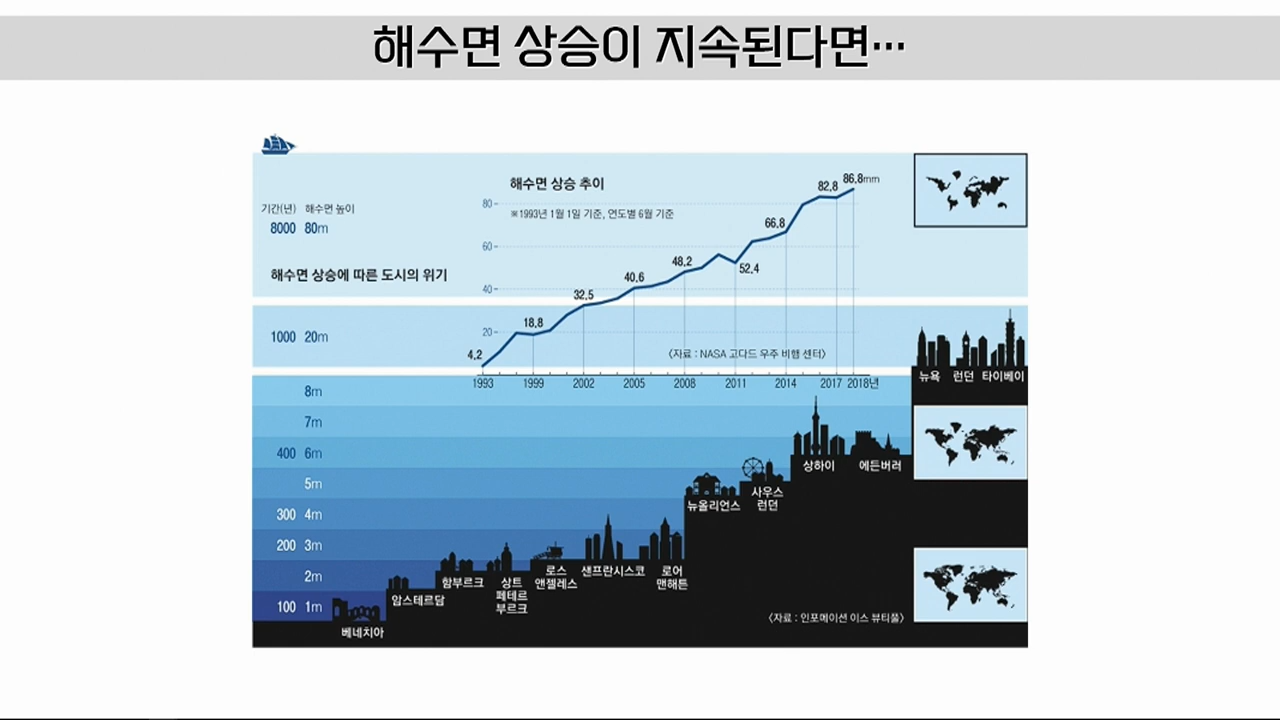 해수면 상승이 지속된다면…
기간(년) 해수면 높이
8000 80m
해수면 상승에 따른 도시의 위기
1000 20m
8m
7m
400 6m
5m
300 4m
200 3m
2m
100 1m
해수면 상승 추이
※1993년 1월 1일 기준, 연도별 6월 기준
80
60
40
20
4.2
18.8
32.5
40.6
48.2
52.4
66.8
82.8
86.8mm
〈자료 : NASA 고다드 우주 비행 센터〉
1993 1999 2002 2005 2008 2011 2014 2017 2018년
뉴욕 런던 타이베이
상하이 에든버러
뉴올리언스
사우스
런던
함부르크
상트
페테르
부르크
로스
앤젤레스
샌프란시스코
로어
맨해튼
암스테르담
베네치아
〈자료 : 인포메이션 이스 뷰티풀〉